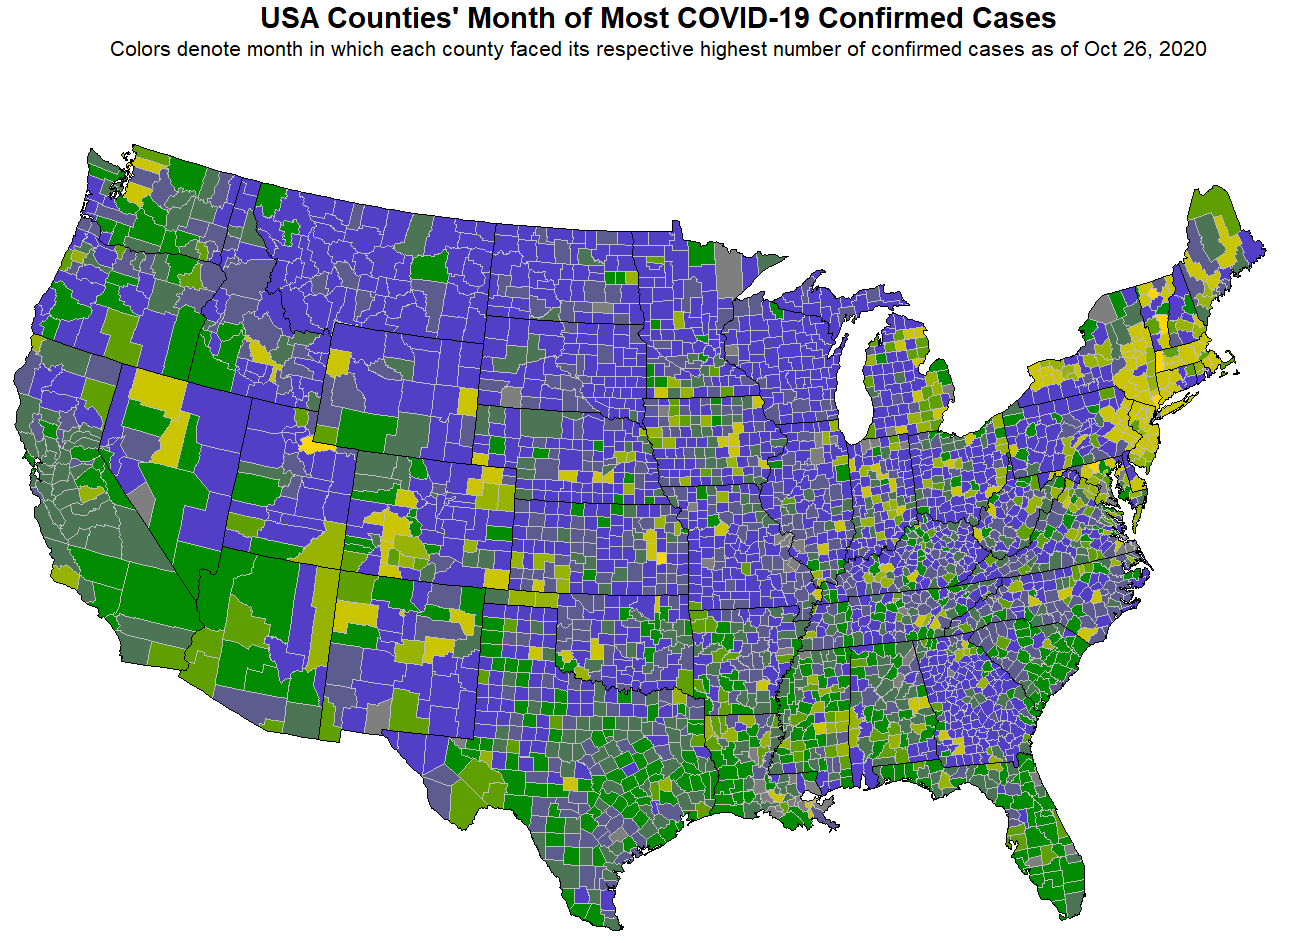 USA Counties' Month of Most COVID-19 Confirmed Cases
Colors denote month in which each county faced its respective highest number of confirmed cases as of Oct 26, 2020